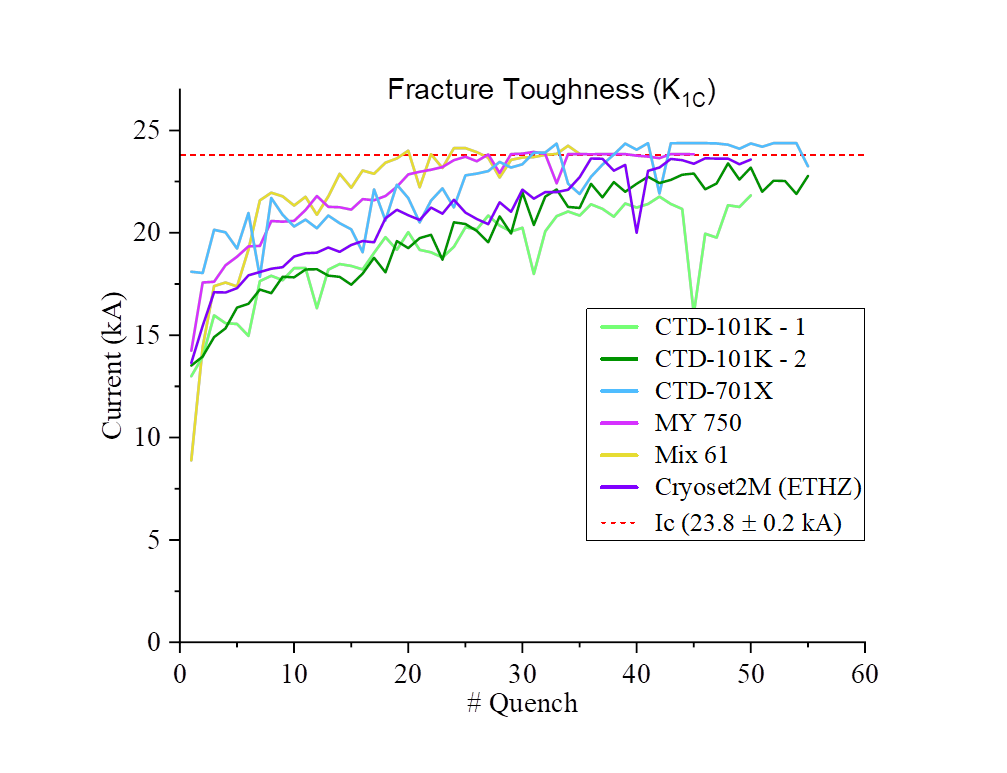 Fracture Toughness (K1C)
25
20
15
10
5
0
Current (kA)
0 10 20 30 40 50 60
# Quench
CTD-101K - 1
CTD-101K - 2
CTD-701X
MY 750
Mix 61
Cryoset2M (ETHZ)
Ic (23.8 ± 0.2 kA)